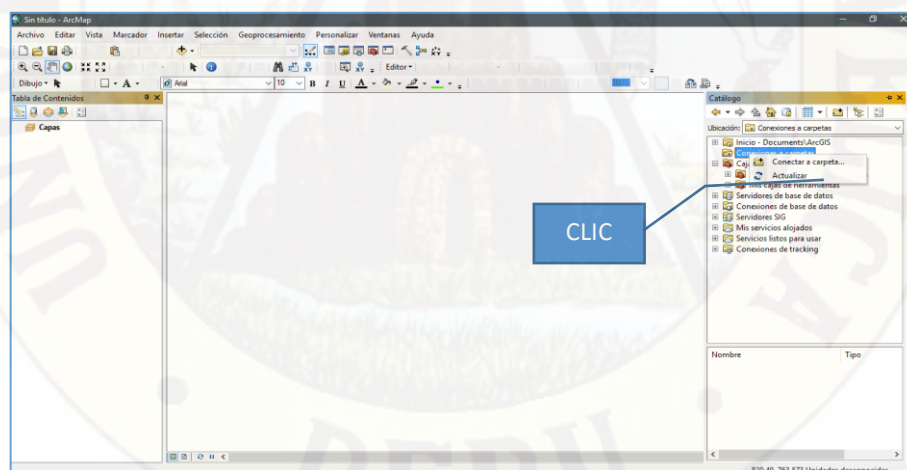 Sin título - ArcMap
Archivo Editar Vista Marcador Insertar Selección Geoprocesamiento Personalizar Ventanas Ayuda
Editor
Dibujo A Arial 10 B I U A
Tabla de Contenidos
Capas
Catálogo
Ubicación: Conexiones a carpetas
Inicio - Documents\ArcGIS
Conexiones a carpetas
Conectar a carpeta...
Actualizar
Mis cajas de herramientas
Servidores de base de datos
Conexiones de base de datos
Servidores SIG
Mis servicios alojados
Servicios listos para usar
Conexiones de tracking
CLIC
Nombre Tipo
PERU